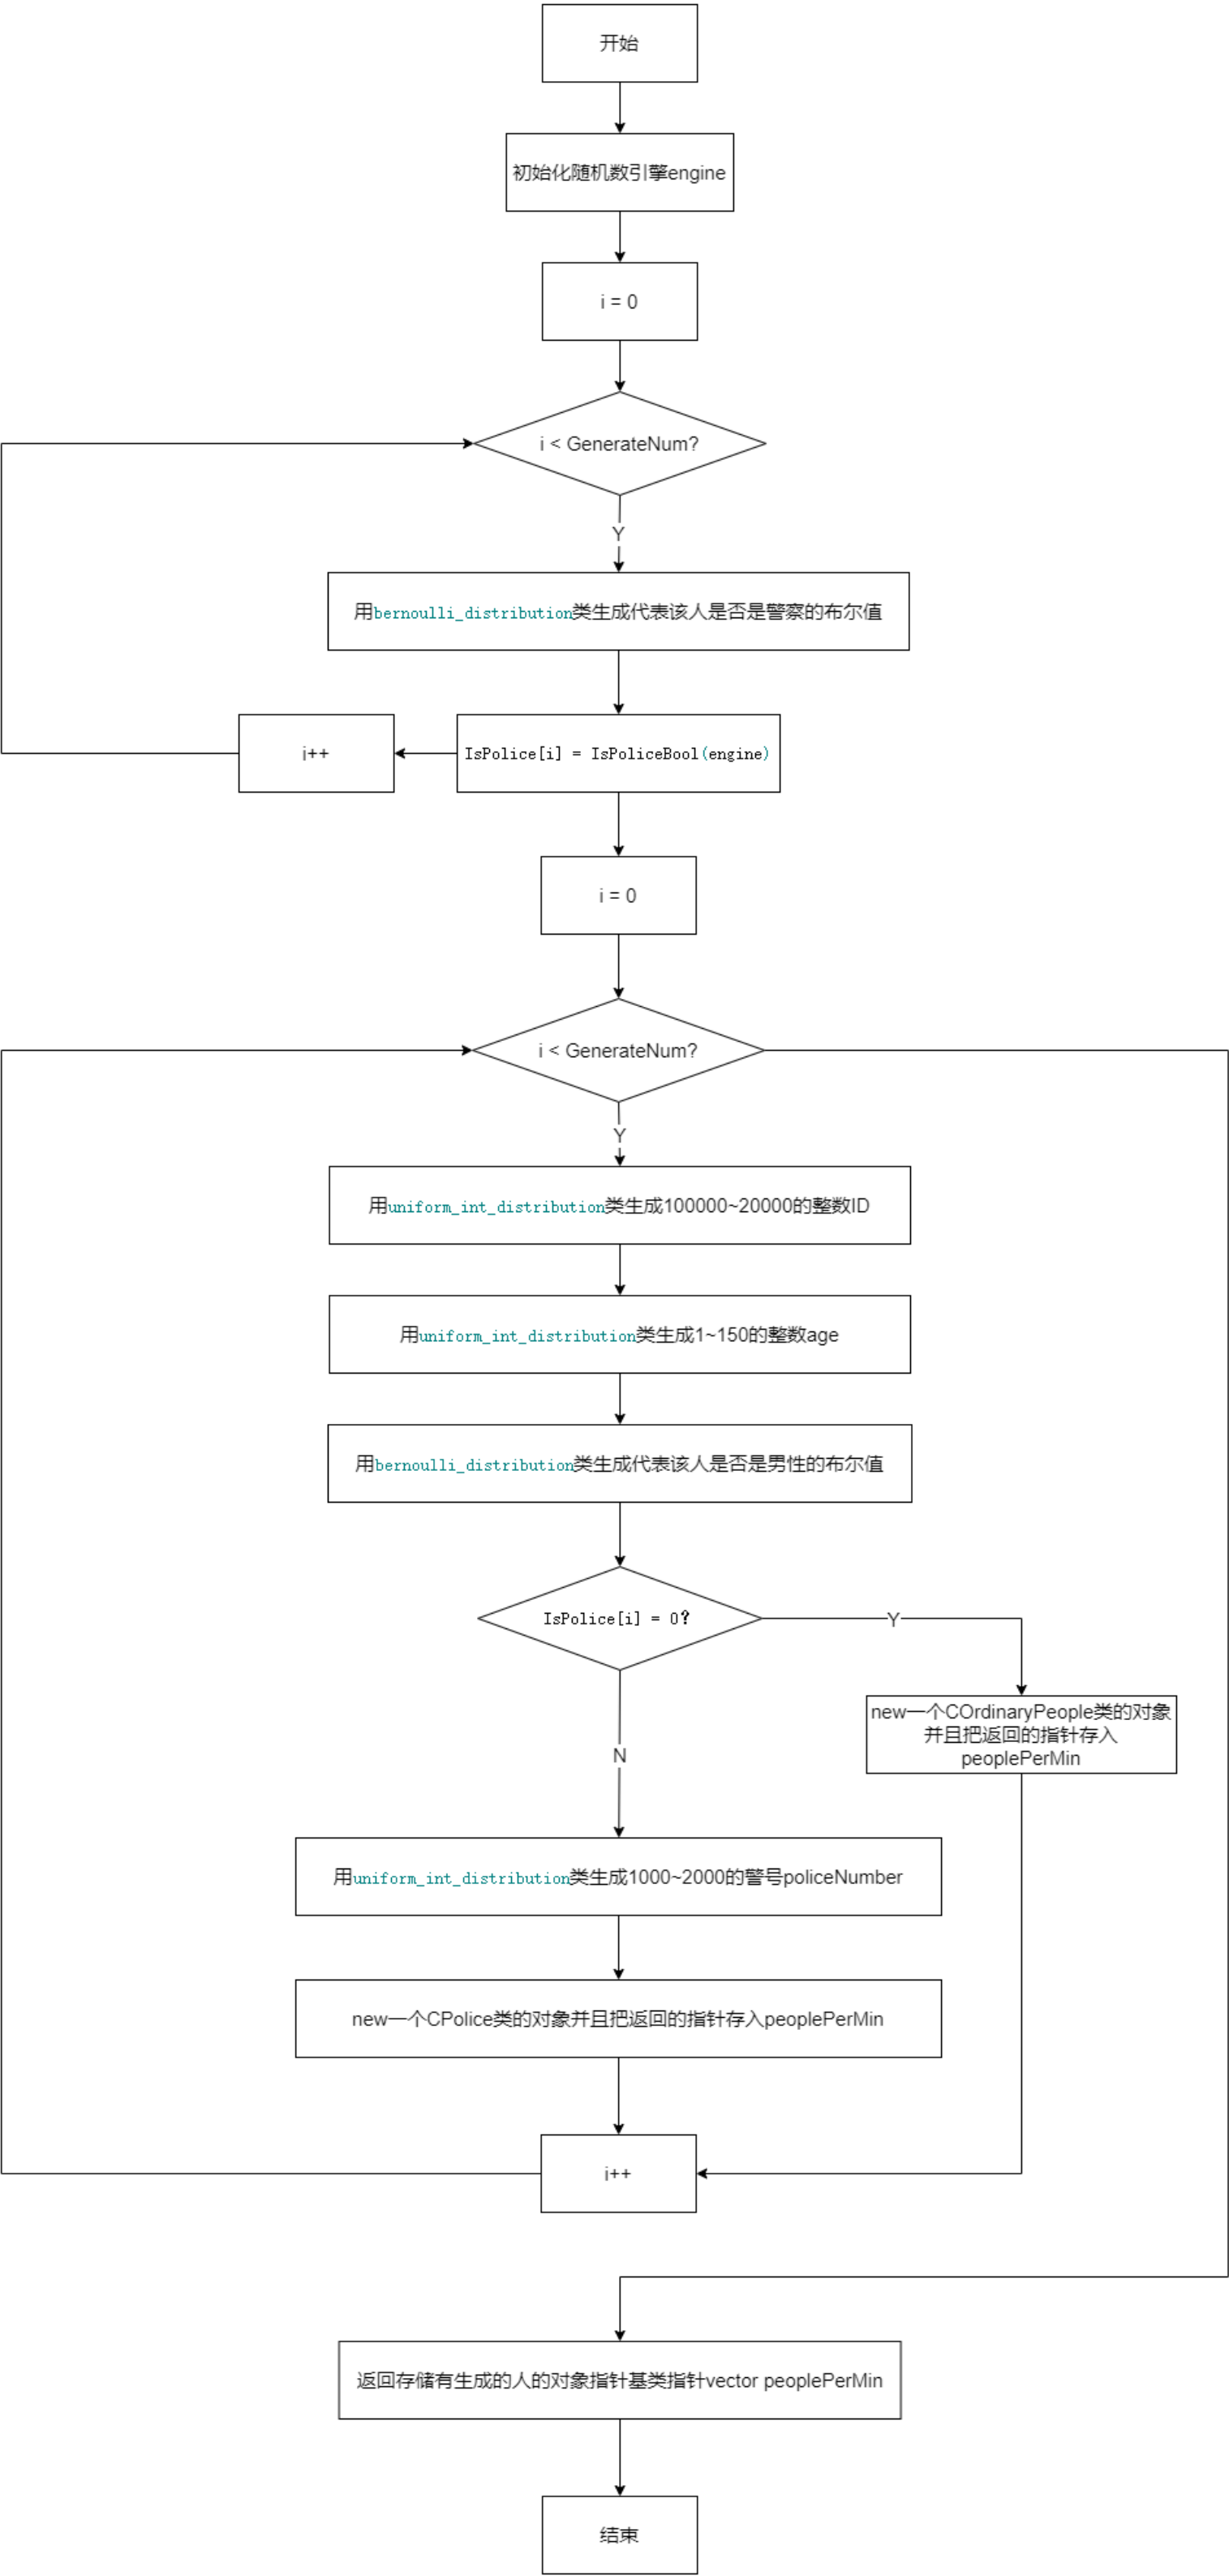 开始
初始化随机数引擎engine
i = 0
i < GenerateNum?
Y
用bernoulli_distribution类生成代表该人是否是警察的布尔值
i++
IsPolice[i] = IsPoliceBool(engine)
i = 0
i < GenerateNum?
Y
用uniform_int_distribution类生成100000~20000的整数ID
用uniform_int_distribution类生成1~150的整数age
用bernoulli_distribution类生成代表该人是否是男性的布尔值
IsPolice[i] = 0?
Y
new一个COrdinaryPeople类的对象
并且把返回的指针存入
peoplePerMin
N
用uniform_int_distribution类生成1000~2000的警号policeNumber
new一个CPolice类的对象并且把返回的指针存入peoplePerMin
i++
返回存储有生成的人的对象指针基类指针vector peoplePerMin
结束